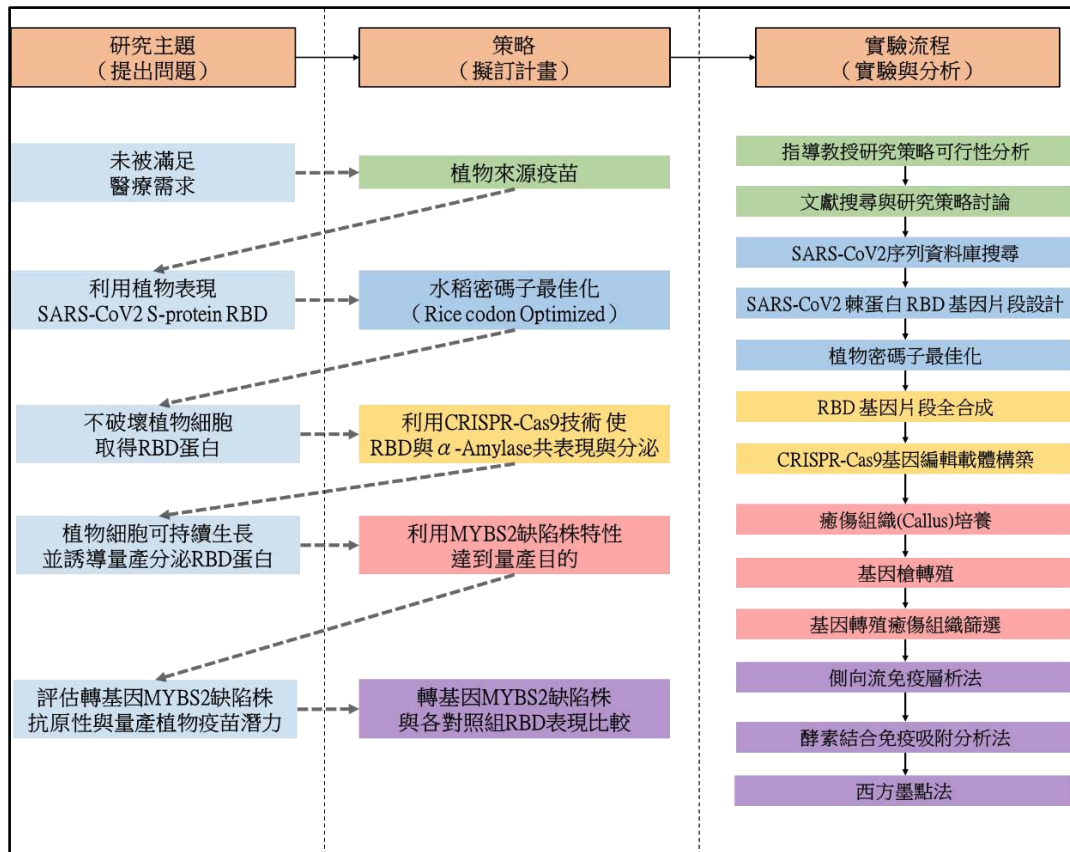 研究主題
（提出問題）
策略
（擬訂計畫）
實驗流程
（實驗與分析）
未被滿足
醫療需求
植物來源疫苗
利用植物表現
SARS-CoV2 S-protein RBD
水稻密碼子最佳化
（Rice codon Optimized）
不破壞植物細胞
取得RBD蛋白
利用CRISPR-Cas9技術 使
RBD與α-Amylase共表現與分泌
植物細胞可持續生長
並誘導量產分泌RBD蛋白
利用MYBS2缺陷株特性
達到量產目的
評估轉基因MYBS2缺陷株
抗原性與量產植物疫苗潛力
轉基因MYBS2缺陷株
與各對照組RBD表現比較
指導教授研究策略可行性分析
文獻搜尋與研究策略討論
SARS-CoV2序列資料庫搜尋
SARS-CoV2 棘蛋白 RBD 基因片段設計
植物密碼子最佳化
RBD 基因片段全合成
CRISPR-Cas9基因編輯載體構築
癒傷組織(Callus)培養
基因槍轉殖
基因轉殖癒傷組織篩選
側向流免疫層析法
酵素結合免疫吸附分析法
西方墨點法